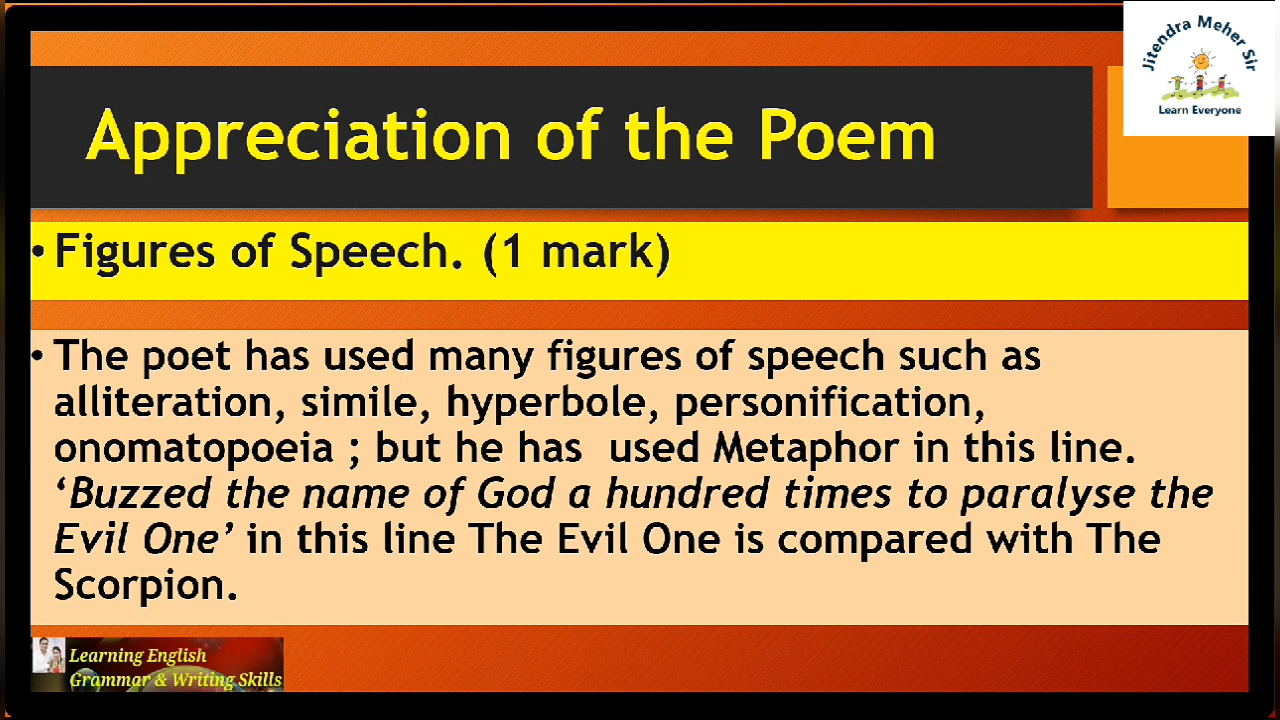 Jitendra Meher Sir
Learn Everyone
Appreciation of the Poem
• Figures of Speech. (1 mark)
• The poet has used many figures of speech such as
alliteration, simile, hyperbole, personification,
onomatopoeia ; but he has used Metaphor in this line.
‘Buzzed the name of God a hundred times to paralyse the
Evil One’ in this line The Evil One is compared with The
Scorpion.
Learning English
Grammar & Writing Skills